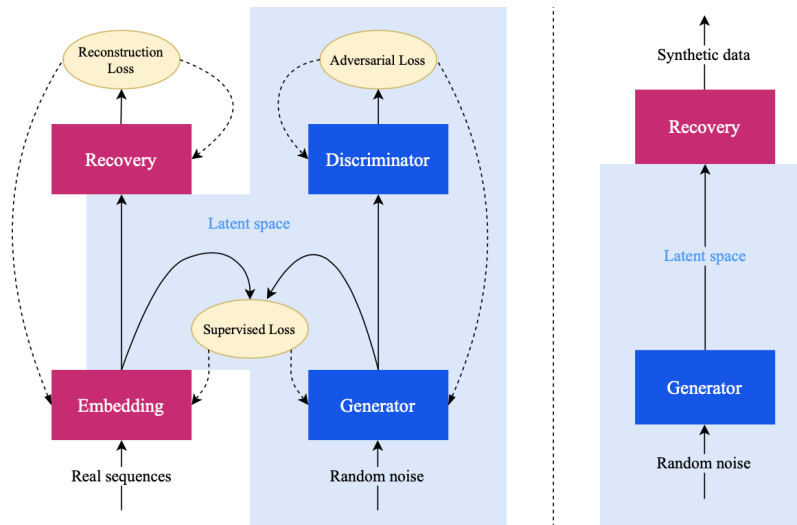 Reconstruction
Loss
Adversarial Loss
Recovery
Discriminator
Latent space
Supervised Loss
Embedding
Generator
Real sequences
Random noise
Synthetic data
Recovery
Latent space
Generator
Random noise